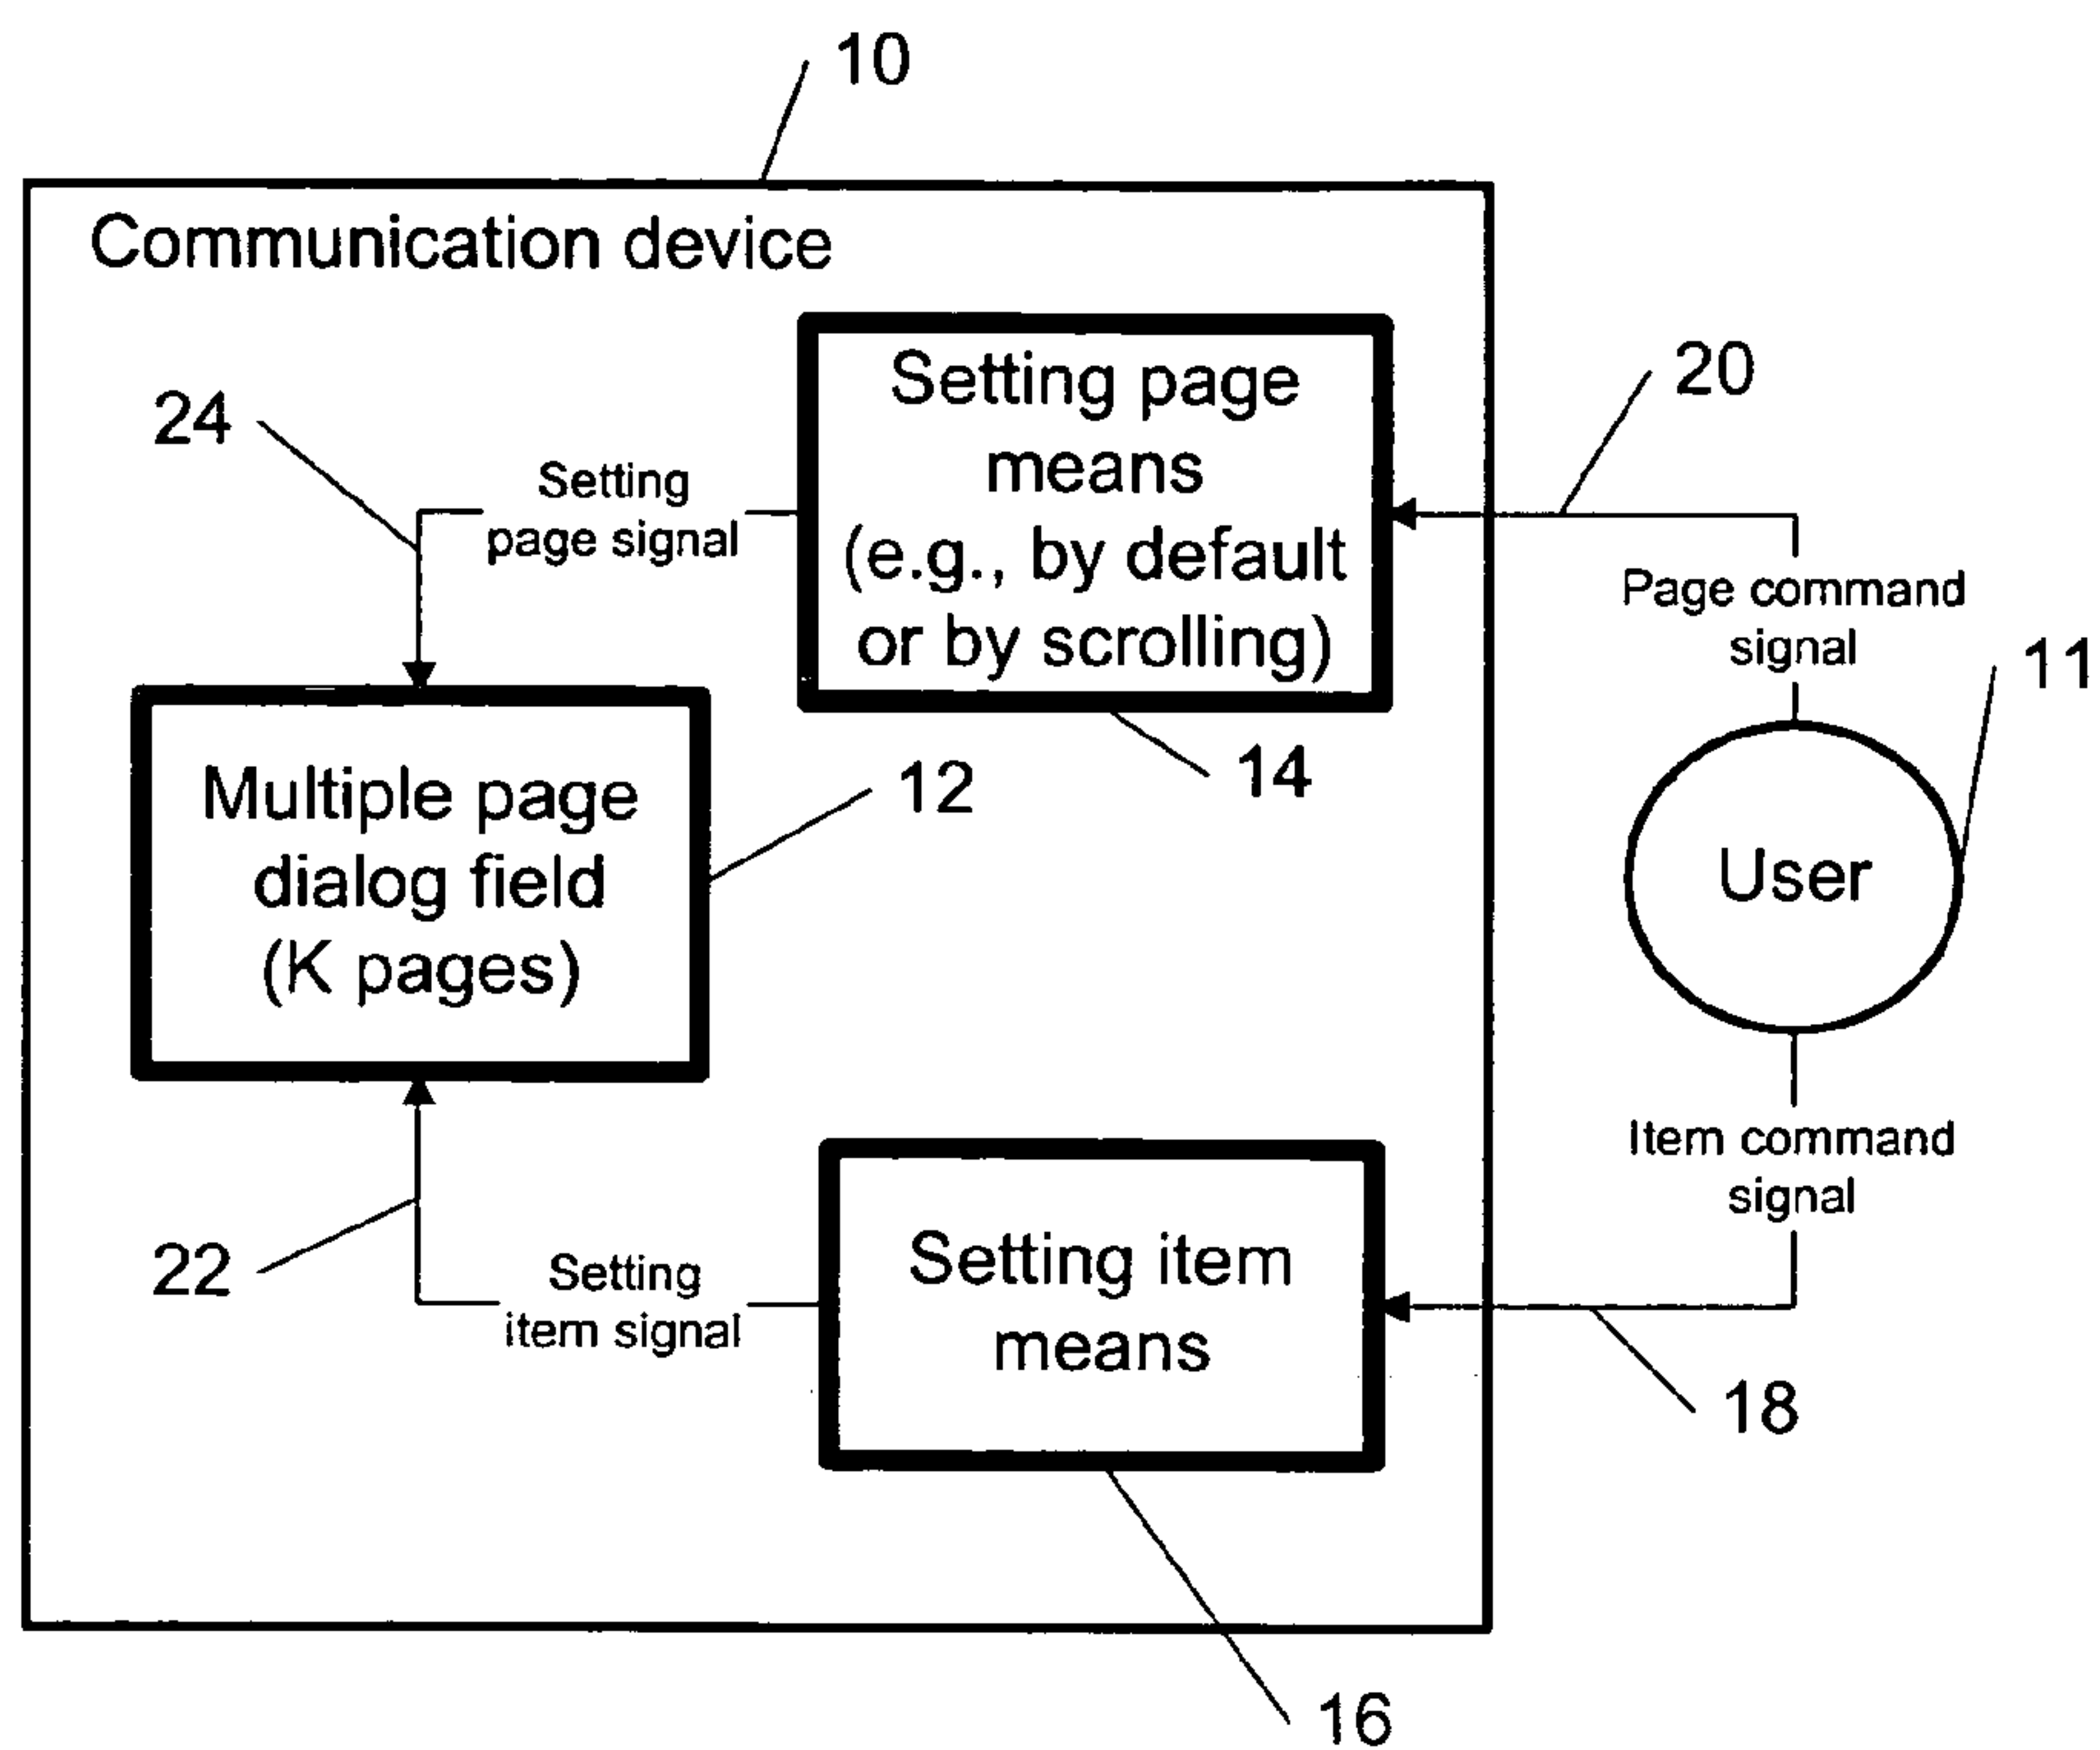 10
Communication device
Setting page
means
(e.g., by default
or by scrolling)
20
24
Setting
page signal
Page command
signal
11
14
12
Multiple page
dialog field
(K pages)
User
Item command
signal
22
Setting
item signal
Setting item
means
18
16